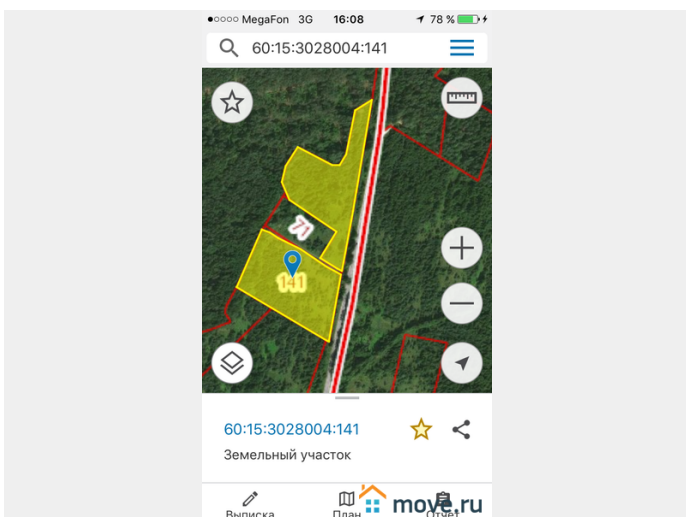 MegaFon 3G 16:08 78 %
60:15:3028004:141
71
141
60:15:3028004:141
Земельный участок
Выписка План Отчет
move.ru